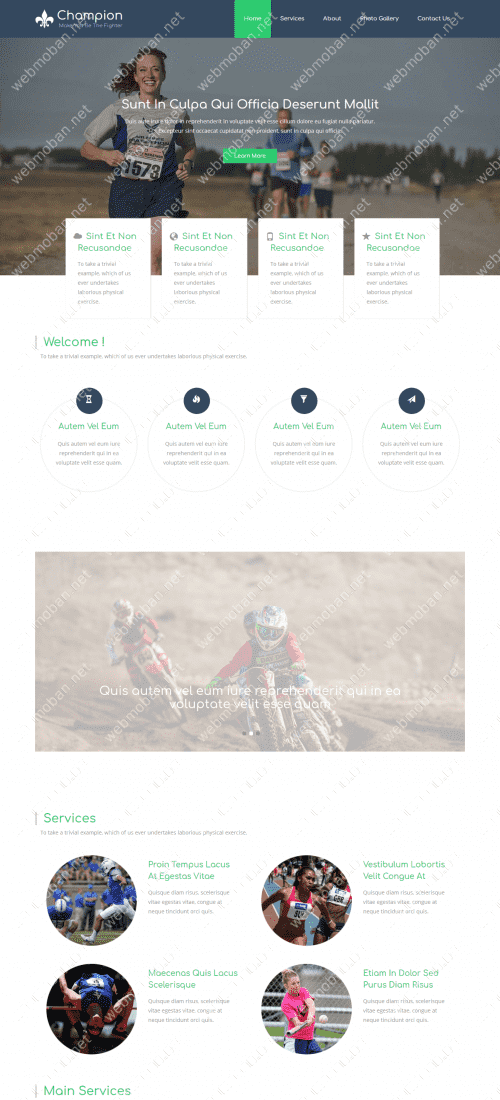 Champion
Home
Services
About
Photo Gallery
Contact Us
Sunt In Culpa Qui Officia Deserunt Mollit
Duis aute irure dolor in reprehenderit in voluptate velit esse cillum dolore eu fugiat nulla pariatur.
Excepteur sint occaecat cupidatat non proident, sunt in culpa qui officia.
Learn More
1573
Sint Et Non
Recusandae
To take a trivial
example, which of us
ever undertakes
laborious physical
exercise.
Sint Et Non
Recusandae
To take a trivial
example, which of us
ever undertakes
laborious physical
exercise.
Sint Et Non
Recusandae
To take a trivial
example, which of us
ever undertakes
laborious physical
exercise.
Sint Et Non
Recusandae
To take a trivial
example, which of us
ever undertakes
laborious physical
exercise.
Welcome !
To take a trivial example, which of us ever undertakes laborious physical exercise.
Autem Vel Eum
Quis autem vel eum iure
reprehenderit qui in ea
voluptate velit esse quam.
Autem Vel Eum
Quis autem vel eum iure
reprehenderit qui in ea
voluptate velit esse quam.
Autem Vel Eum
Quis autem vel eum iure
reprehenderit qui in ea
voluptate velit esse quam.
Autem Vel Eum
Quis autem vel eum iure
reprehenderit qui in ea
voluptate velit esse quam.
Quis autem vel eum iure reprehenderit qui in ea
voluptate velit esse quam
Services
To take a trivial example, which of us ever undertakes laborious physical exercise.
Proin Tempus Lacus
At Egestas Vitae
Quisque diam risus, scelerisque
vitae egestas vitae, congue at
neque tincidunt orci quis.
Vestibulum Lobortis
Velit Congue At
Quisque diam risus, scelerisque
vitae egestas vitae, congue at
neque tincidunt orci quis.
Maecenas Quis Lacus
Scelerisque
Quisque diam risus, scelerisque
vitae egestas vitae, congue at
neque tincidunt orci quis.
Etiam In Dolor Sed
Purus Diam Risus
Quisque diam risus, scelerisque
vitae egestas vitae, congue at
neque tincidunt orci quis.
Main Services
webmoban.net